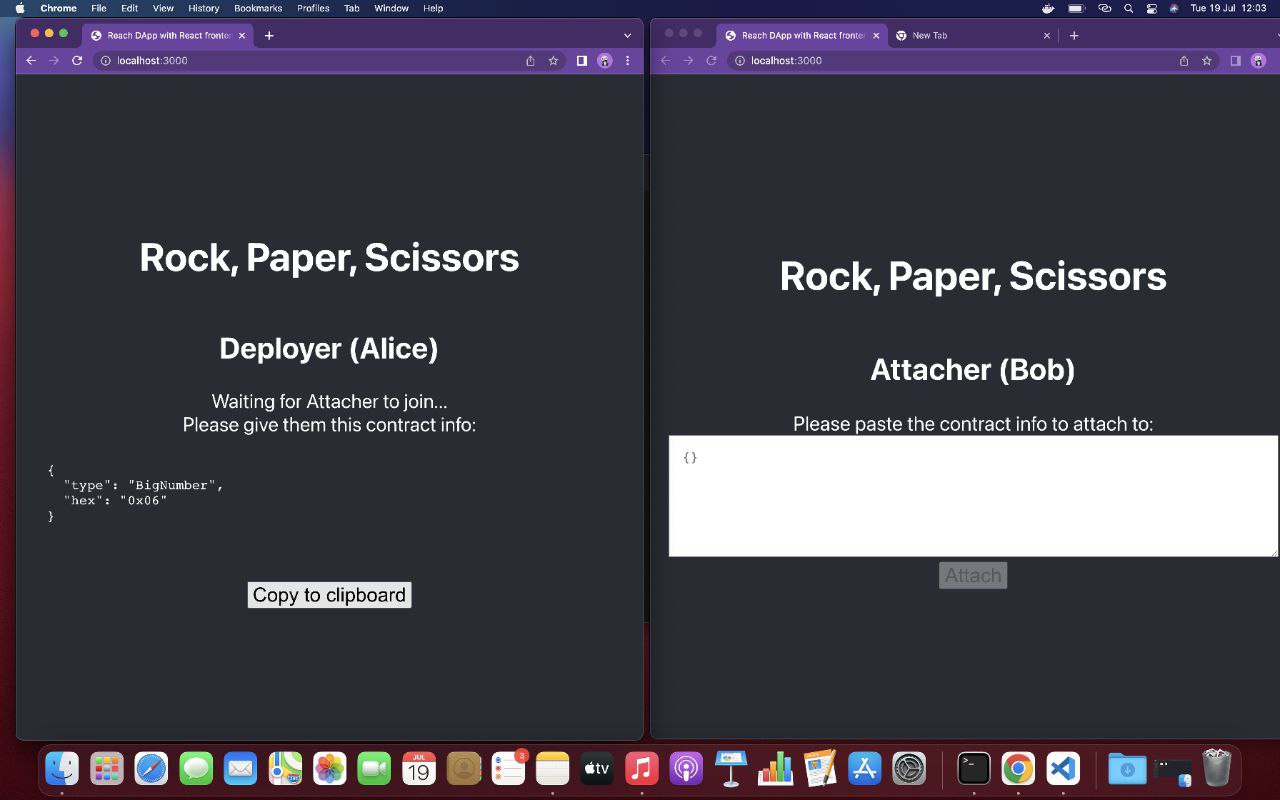 Chrome File Edit View History Bookmarks Profiles Tab Window Help Tue 19 Jul 12:03
Reach DApp with React fronten
localhost:3000
Rock, Paper, Scissors
Deployer (Alice)
Waiting for Attacher to join...
Please give them this contract info:
{
"type": "BigNumber",
"hex": "0x06"
}
Copy to clipboard
Reach DApp with React fronten New Tab
localhost:3000
Rock, Paper, Scissors
Attacher (Bob)
Please paste the contract info to attach to:
{}
Attach
JUL
19
3
tv